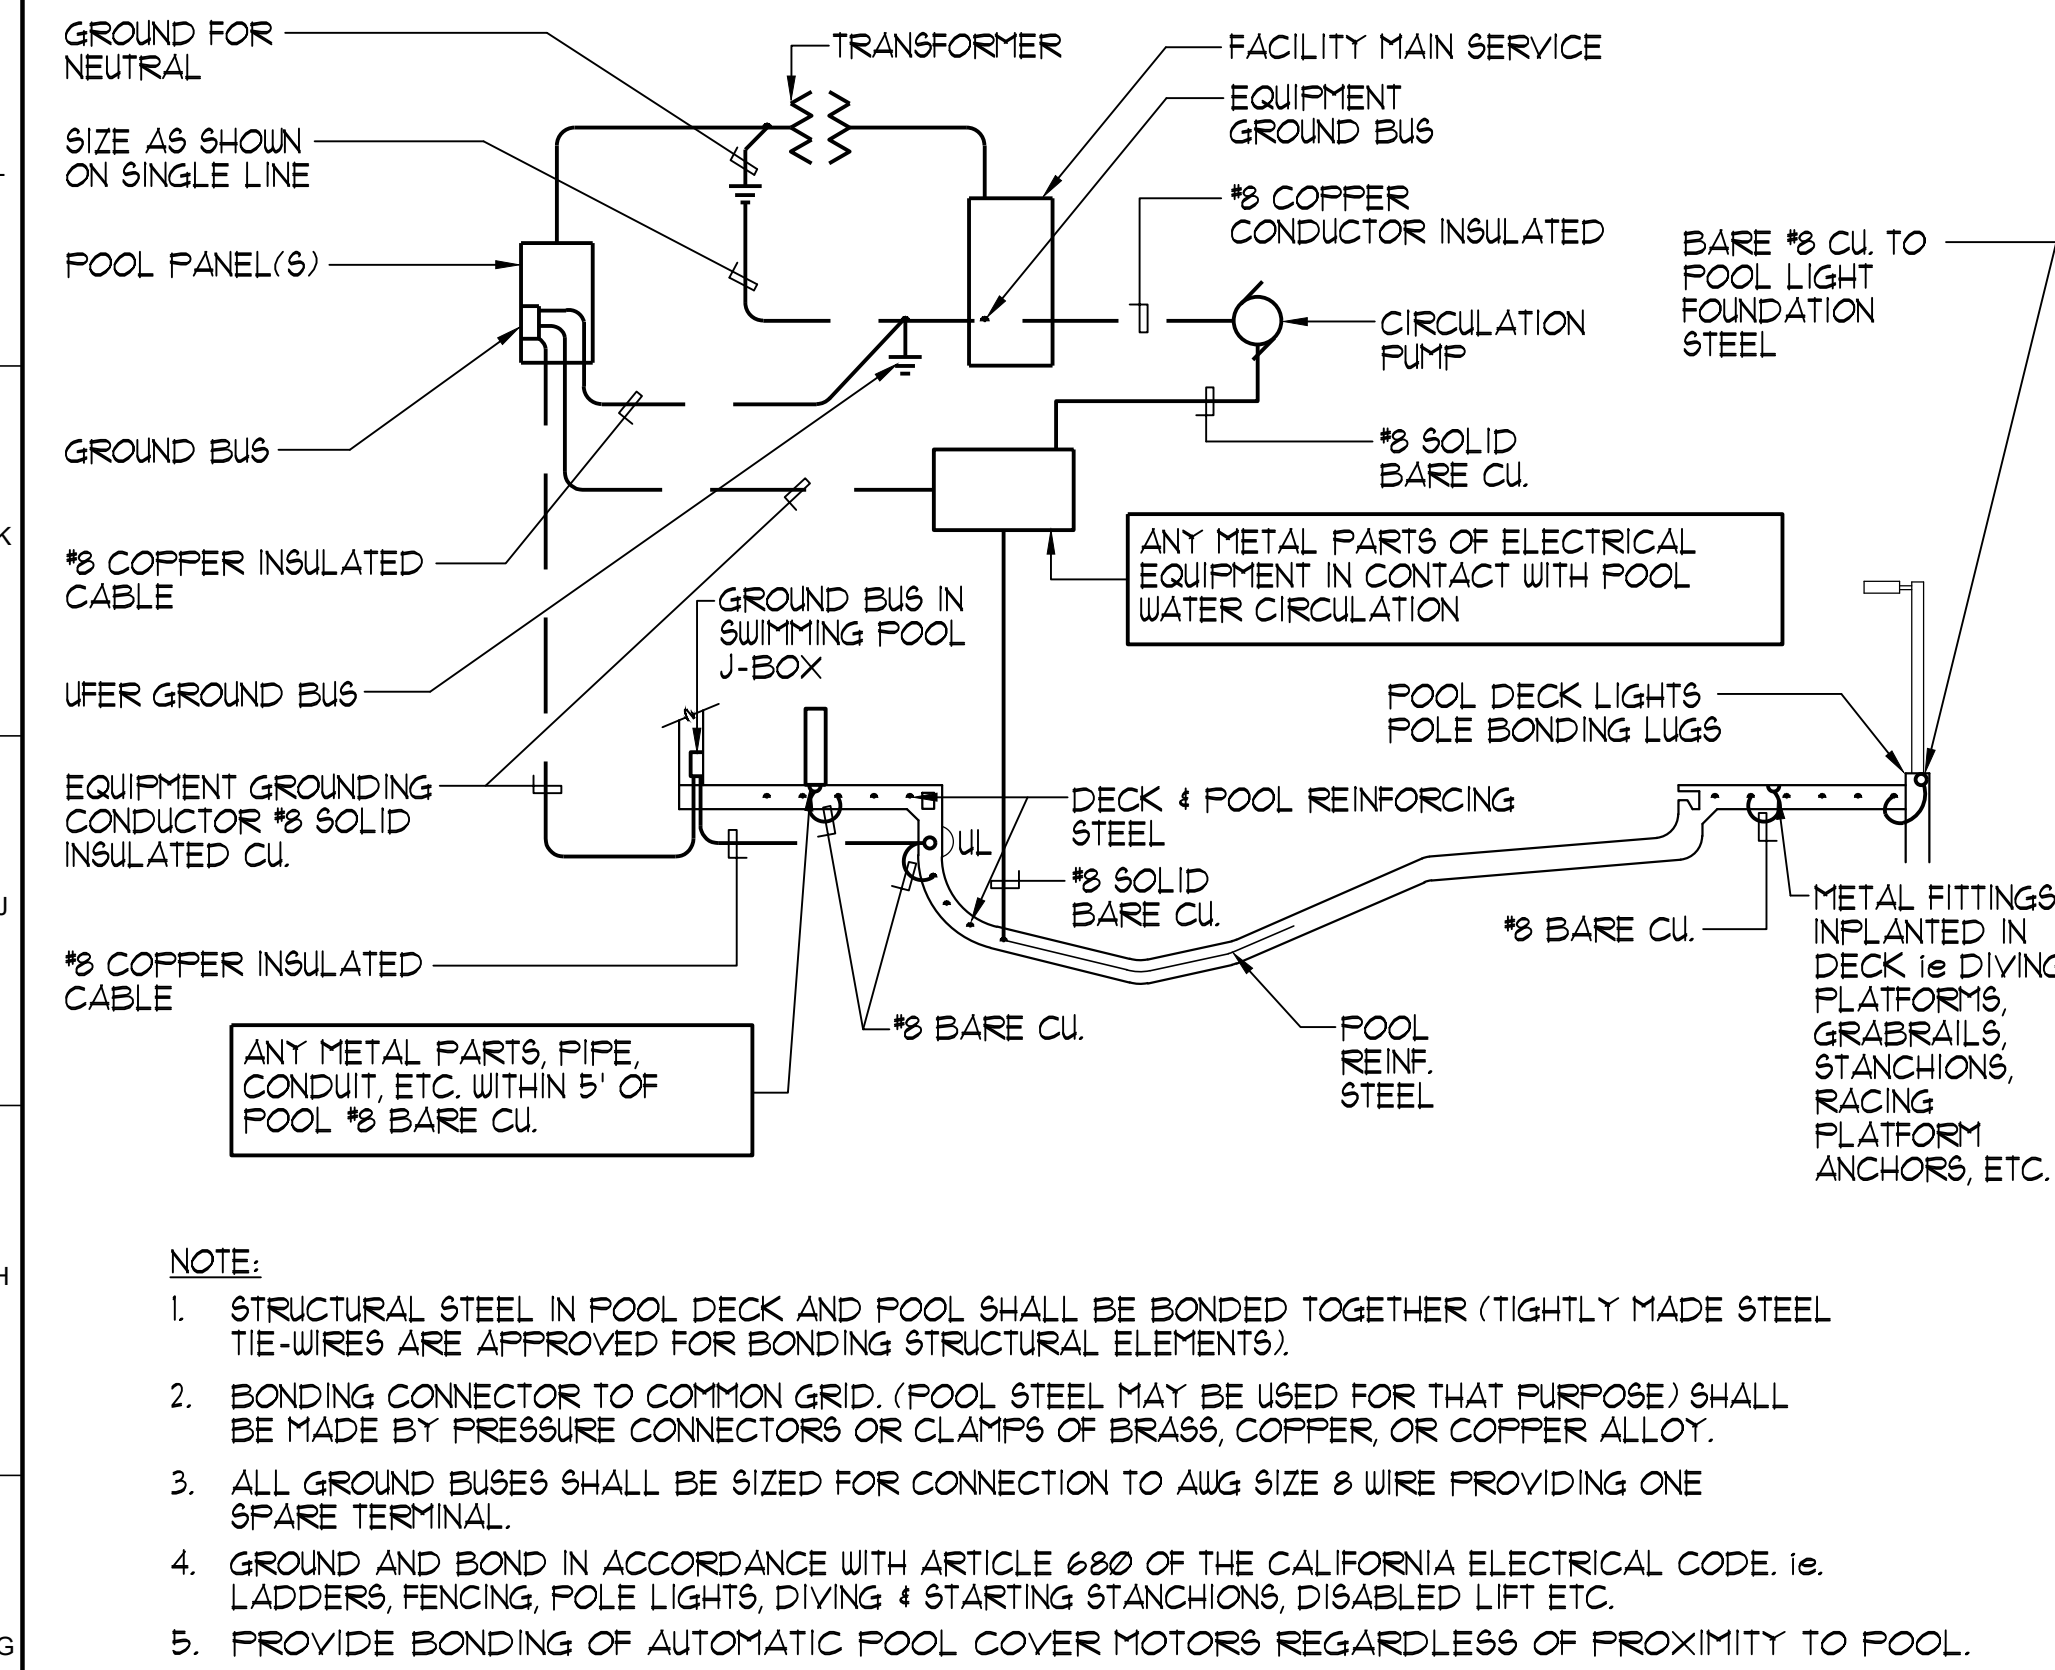 GROUND FOR
NEUTRAL
TRANSFORMER
FACILITY MAIN SERVICE
EQUIPMENT
GROUND BUS
SIZE AS SHOWN
ON SINGLE LINE
#8 COPPER
CONDUCTOR INSULATED
BARE #8 CU. TO
POOL LIGHT
FOUNDATION
STEEL
POOL PANEL(S)
CIRCULATION
PUMP
GROUND BUS
#8 SOLID
BARE CU.
#8 COPPER INSULATED
CABLE
ANY METAL PARTS OF ELECTRICAL
EQUIPMENT IN CONTACT WITH POOL
WATER CIRCULATION
GROUND BUS IN
SWIMMING POOL
J-BOX
UFER GROUND BUS
POOL DECK LIGHTS
POLE BONDING LUGS
EQUIPMENT GROUNDING
CONDUCTOR #8 SOLID
INSULATED CU.
DECK & POOL REINFORCING
STEEL
UL
#8 SOLID
BARE CU.
#8 BARE CU.
METAL FITTINGS
INPLANTED IN
DECK ie DIVING
PLATFORMS,
GRABRAILS,
STANCHIONS,
RACING
PLATFORM
ANCHORS, ETC.
#8 COPPER INSULATED
CABLE
#8 BARE CU.
POOL
REINF.
STEEL
ANY METAL PARTS, PIPE,
CONDUIT, ETC. WITHIN 5' OF
POOL #8 BARE CU.
K
J
H
G
NOTE:
1. STRUCTURAL STEEL IN POOL DECK AND POOL SHALL BE BONDED TOGETHER (TIGHTLY MADE STEEL
TIE-WIRES ARE APPROVED FOR BONDING STRUCTURAL ELEMENTS).
2. BONDING CONNECTOR TO COMMON GRID. (POOL STEEL MAY BE USED FOR THAT PURPOSE) SHALL
BE MADE BY PRESSURE CONNECTORS OR CLAMPS OF BRASS, COPPER, OR COPPER ALLOY.
3. ALL GROUND BUSES SHALL BE SIZED FOR CONNECTION TO AWG SIZE 8 WIRE PROVIDING ONE
SPARE TERMINAL.
4. GROUND AND BOND IN ACCORDANCE WITH ARTICLE 680 OF THE CALIFORNIA ELECTRICAL CODE. ie.
LADDERS, FENCING, POLE LIGHTS, DIVING & STARTING STANCHIONS, DISABLED LIFT ETC.
5. PROVIDE BONDING OF AUTOMATIC POOL COVER MOTORS REGARDLESS OF PROXIMITY TO POOL.